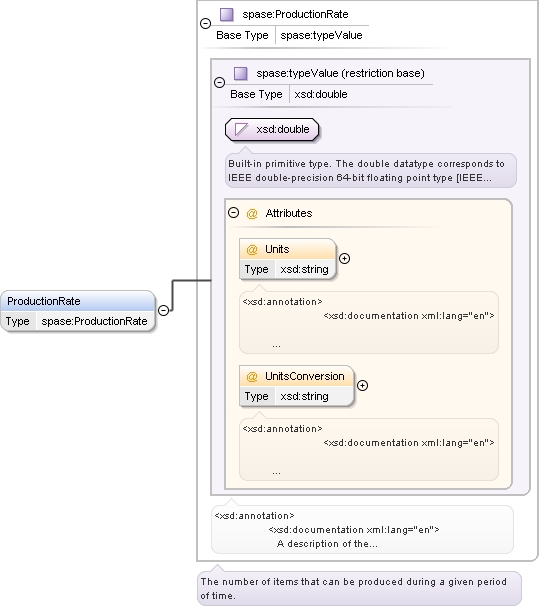 spase:ProductionRate
Base Type spase:typeValue
spase:typeValue (restriction base)
Base Type xsd:double
xsd:double
Built-in primitive type. The double datatype corresponds to
IEEE double-precision 64-bit floating point type [IEEE...
@ Attributes
@ Units
Type xsd:string
<xsd:annotation>
<xsd:documentation xml:lang="en">
...
@ UnitsConversion
Type xsd:string
<xsd:annotation>
<xsd:documentation xml:lang="en">
...
ProductionRate
Type spase:ProductionRate
<xsd:annotation>
<xsd:documentation xml:lang="en">
A description of the...
The number of items that can be produced during a given period
of time.